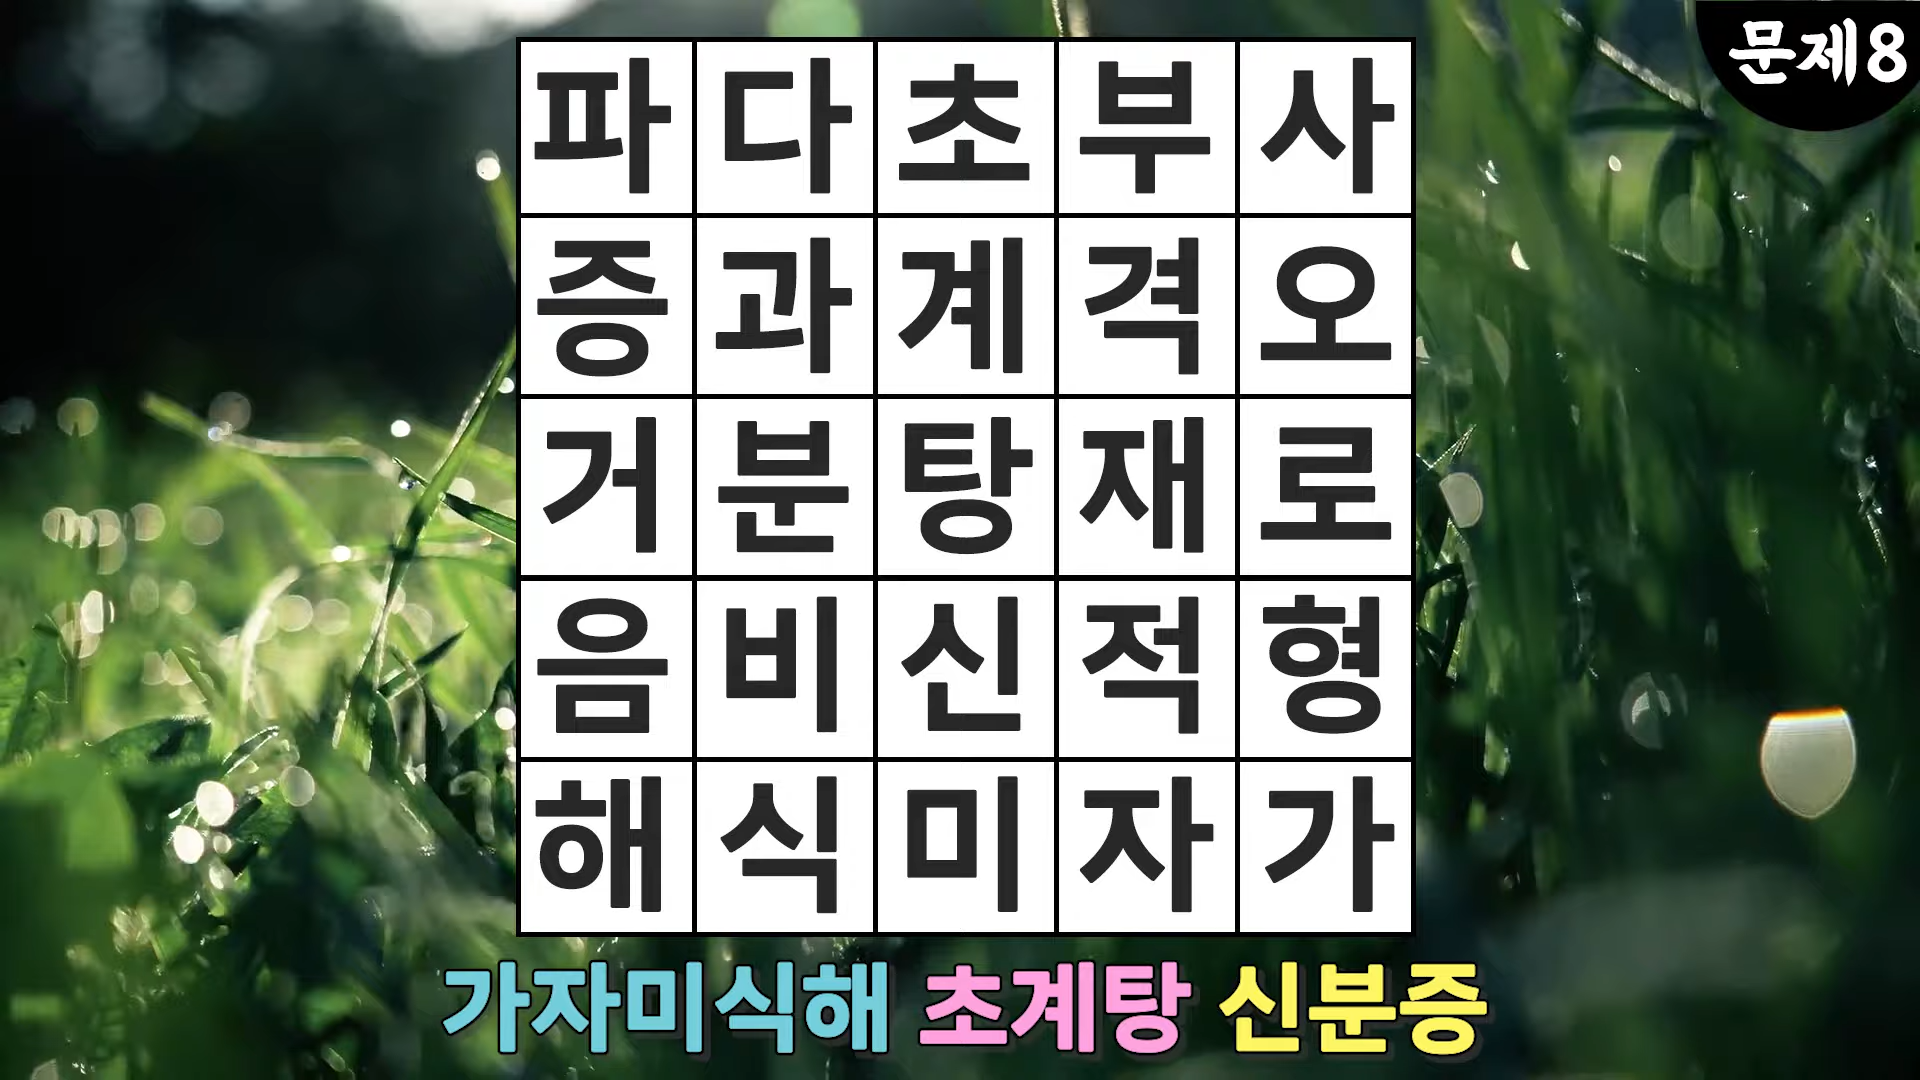 문제8
파 다 초 부 사
증 과 계 격 오
거 분 탕 재 로
음 비 신 적 형
해 식 미 자 가
가자미식해 초계탕 신분증